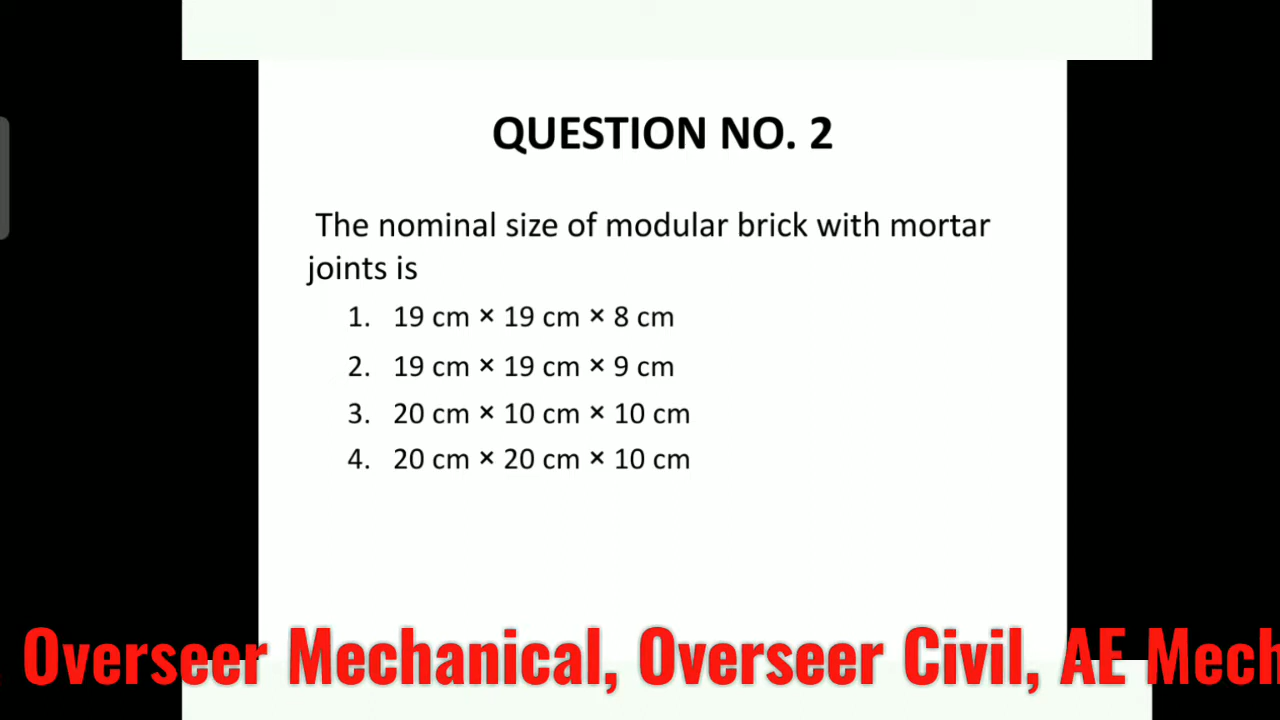 QUESTION NO. 2
The nominal size of modular brick with mortar
joints is
1. 19 cm × 19 cm × 8 cm
2. 19 cm × 19 cm × 9 cm
3. 20 cm × 10 cm × 10 cm
4. 20 cm × 20 cm × 10 cm
Overseer Mechanical, Overseer Civil, AE Mech